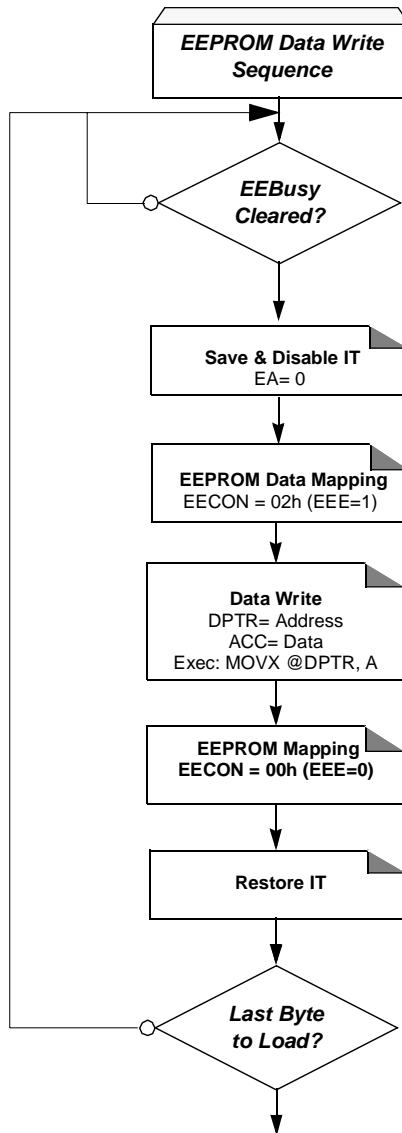 EEPROM Data Write
Sequence
EEBusy
Cleared?
Save & Disable IT
EA= 0
EEPROM Data Mapping
EECON = 02h (EEE=1)
Data Write
DPTR= Address
ACC= Data
Exec: MOVX @DPTR, A
EEPROM Mapping
EECON = 00h (EEE=0)
Restore IT
Last Byte
to Load?